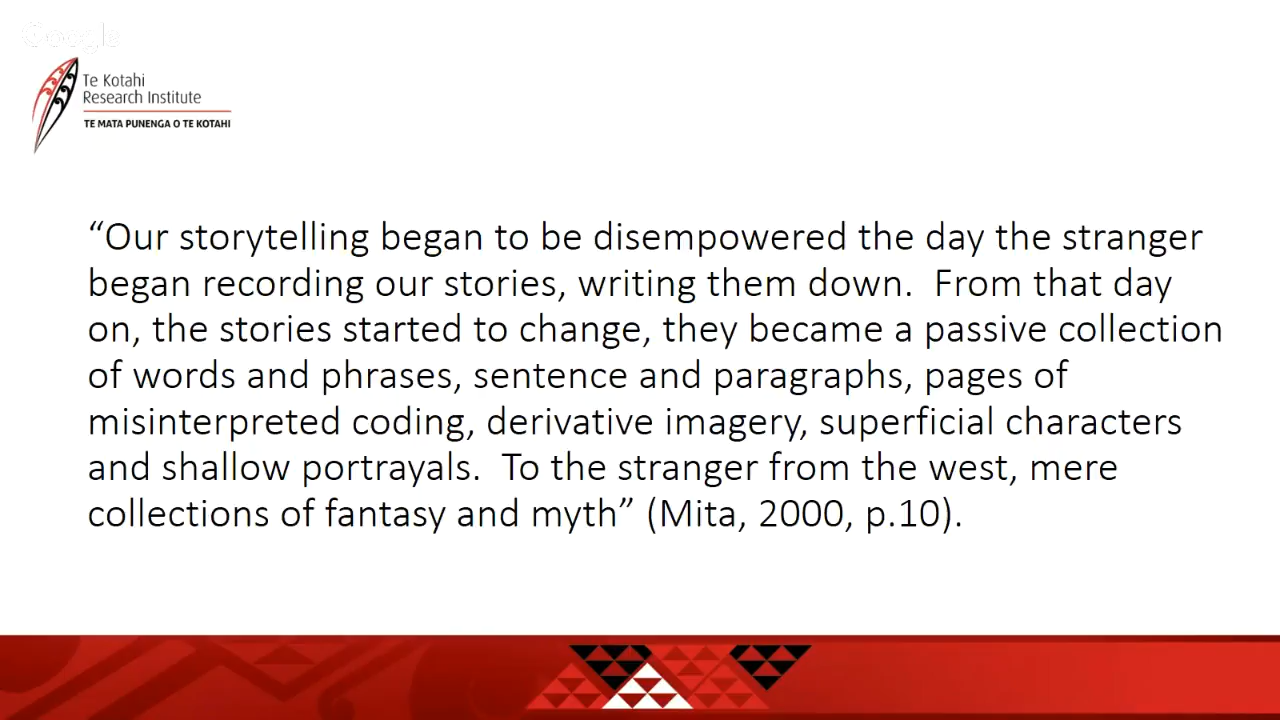 Google
Te Kotahi
Research Institute
TE MATA PUNENGA O TE KOTAHI
“Our storytelling began to be disempowered the day the stranger
began recording our stories, writing them down.  From that day
on, the stories started to change, they became a passive collection
of words and phrases, sentence and paragraphs, pages of
misinterpreted coding, derivative imagery, superficial characters
and shallow portrayals.  To the stranger from the west, mere
collections of fantasy and myth” (Mita, 2000, p.10).